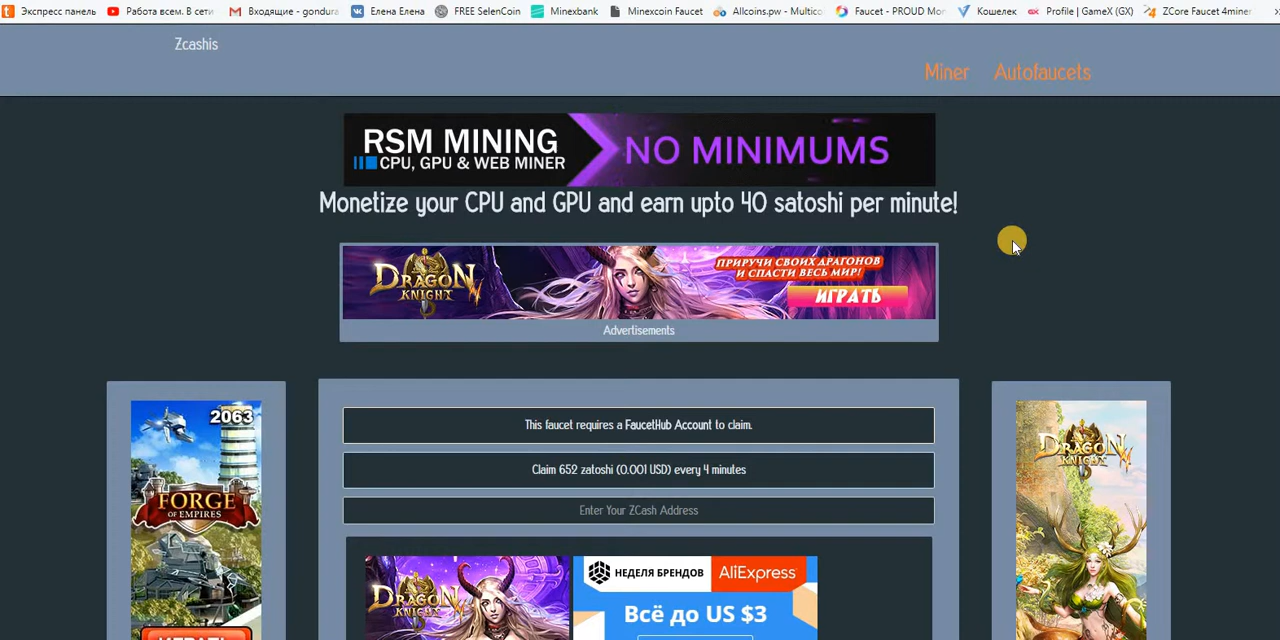 Экспресс панель
Работа всем. В сети
Входящие - gondura
Елена Елена
FREE SelenCoin
Minexbank
Minexcoin Faucet
Allcoins.pw - Multico
Faucet - PROUD Mon
Кошелек
Profile | GameX (GX)
ZCore Faucet 4miner
Zcashis
Miner
Autofaucets
RSM MINING
CPU, GPU & WEB MINER
NO MINIMUMS
Monetize your CPU and GPU and earn upto 40 satoshi per minute!
DRAGON
KNIGHT
ПРИРУЧИ СВОИХ ДРАГОНОВ
И СПАСТИ ВЕСЬ МИР!
ИГРАТЬ
Advertisements
2063
FORGE
OF EMPIRES
ИГРАТЬ
This faucet requires a FaucetHub Account to claim.
Claim 652 zatoshi (0.001 USD) every 4 minutes
Enter Your ZCash Address
DRAGON
KNIGHT
НЕДЕЛЯ БРЕНДОВ
AliExpress
Всё до US $3
DRAGON
KNIGHT